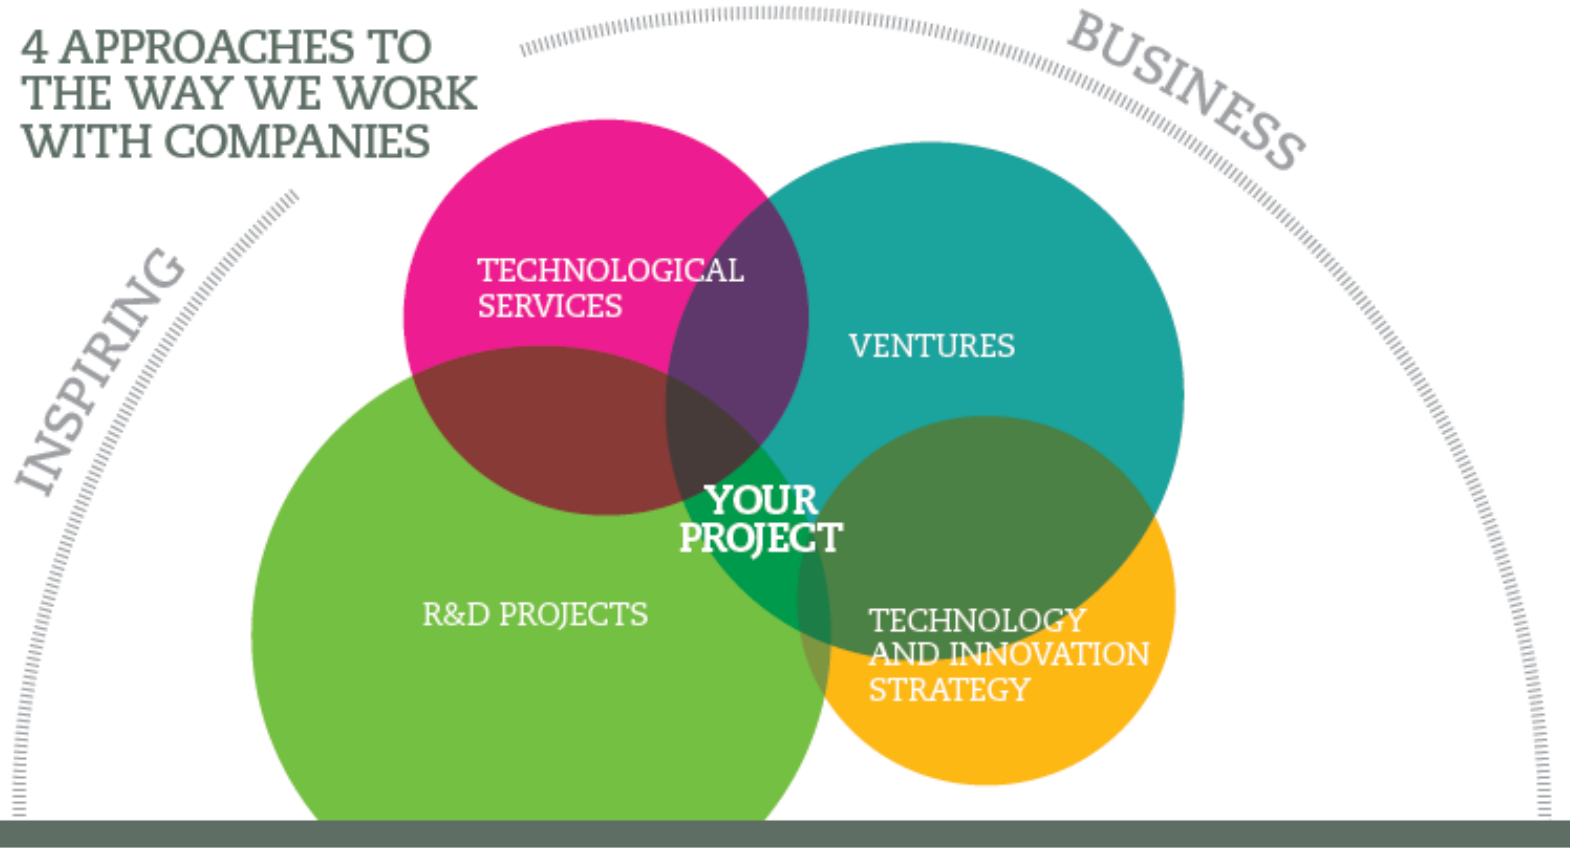 4 APPROACHES TO
THE WAY WE WORK
WITH COMPANIES
INSPIRING
BUSINESS
TECHNOLOGICAL
SERVICES
VENTURES
YOUR
PROJECT
R&D PROJECTS
TECHNOLOGY
AND INNOVATION
STRATEGY